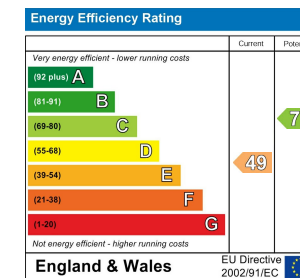 Energy Efficiency Rating
Current
Very energy efficient - lower running costs
(92 plus) A
(81-91) B
(69-80) C
(55-68) D
(39-54) E
49
(21-38) F
(1-20) G
Not energy efficient - higher running costs
England & Wales
EU Directive
2002/91/EC